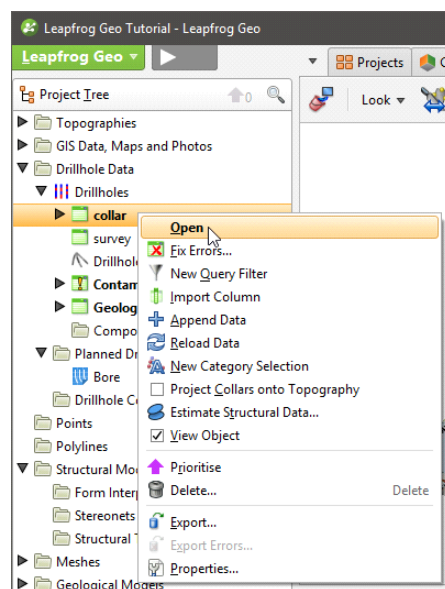 Leapfrog Geo Tutorial - Leapfrog Geo
Leapfrog Geo
Projects
Project Tree
0
Look
Topographies
GIS Data, Maps and Photos
Drillhole Data
Drillholes
collar
survey
Drillhol
Contam
Geolog
Compo
Planned Dr
Bore
Drillhole Co
Points
Polylines
Structural Mod
Form Interp
Stereonets
Structural T
Meshes
Geological Models
Open
Fix Errors...
New Query Filter
Import Column
Append Data
Reload Data
New Category Selection
Project Collars onto Topography
Estimate Structural Data...
View Object
Prioritise
Delete... Delete
Export...
Export Errors...
Properties...